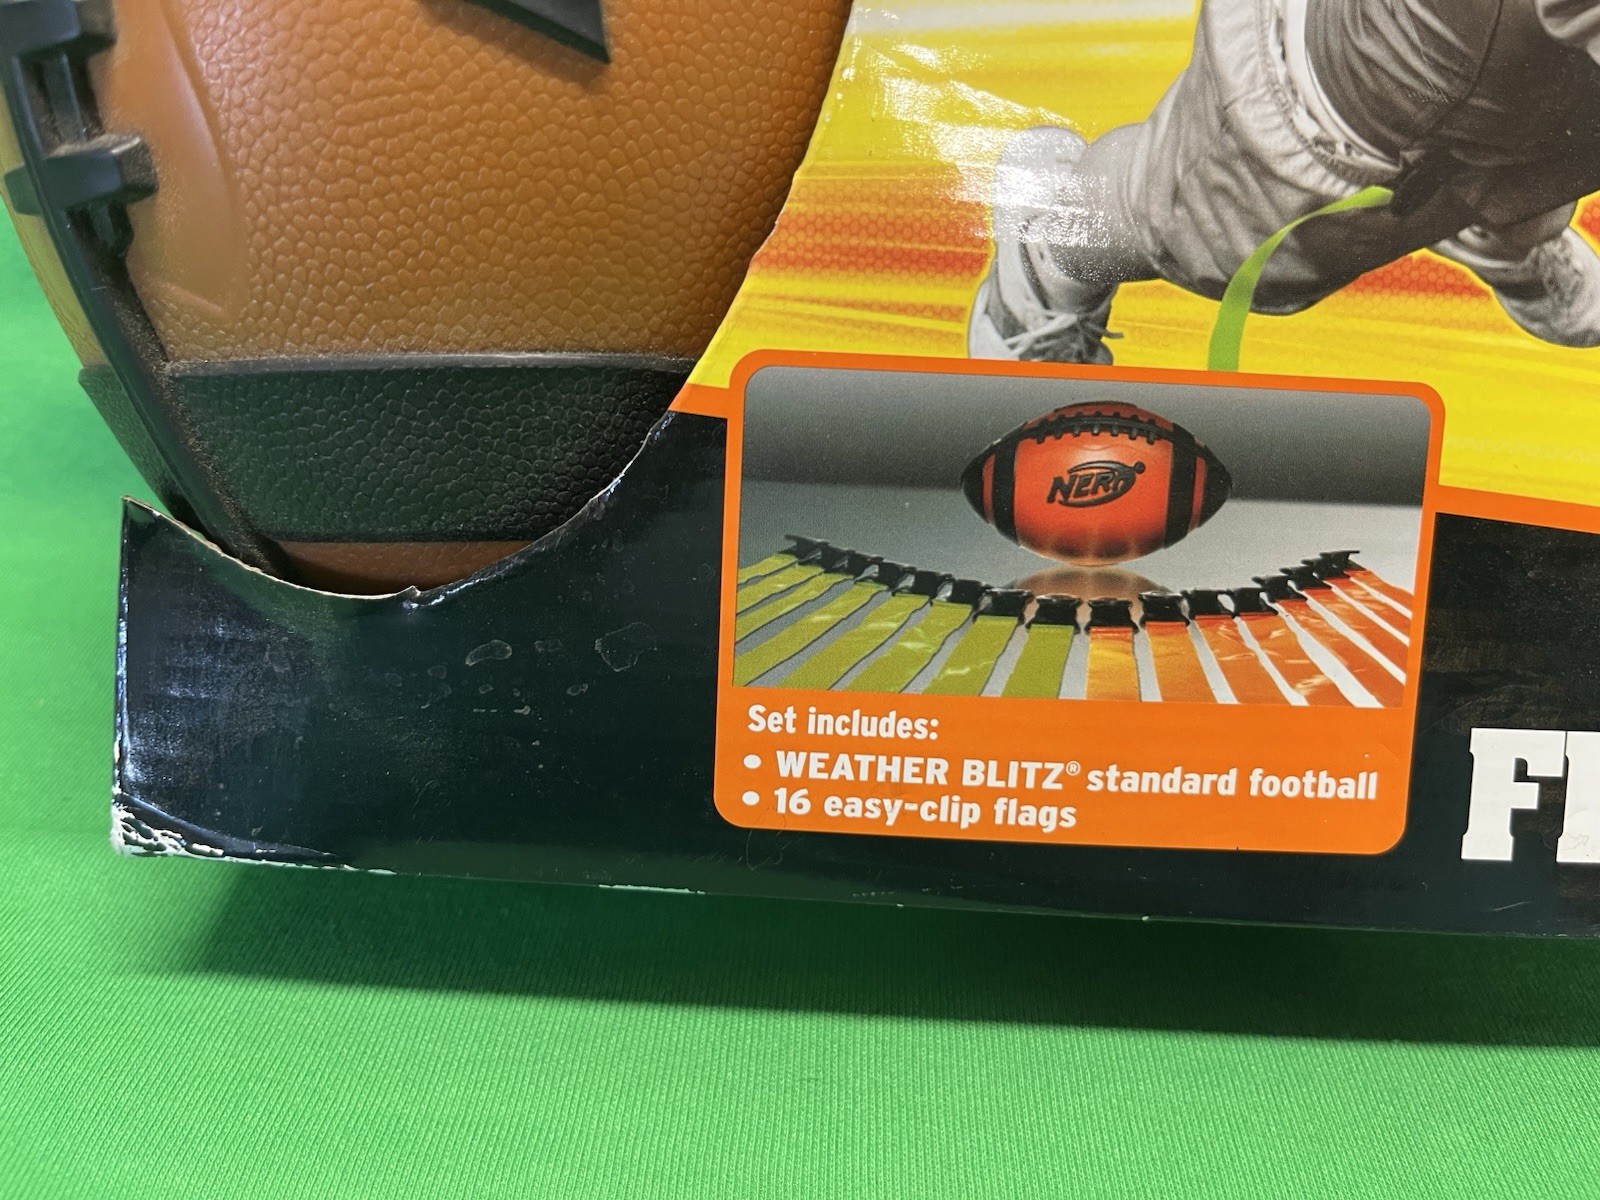 NERF
Set includes:
• WEATHER BLITZ® standard football
• 16 easy-clip flags